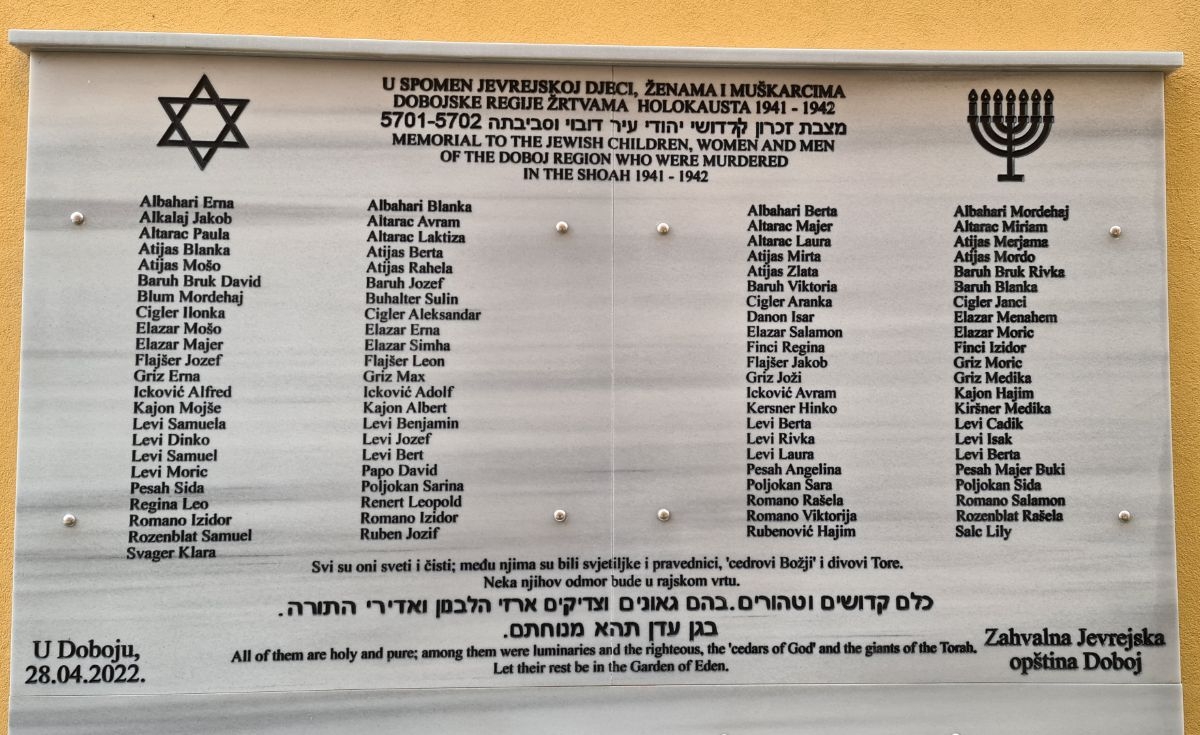 U SPOMEN JEVREJSKOJ DJECI, ŽENAMA I MUŠKARCIMA
DOBOJSKE REGIJE ŽRTVAMA HOLOKAUSTA 1941 - 1942
מצבת זכרון לקדושי יהודי עיר דובוי וסביבתה 5701-5702
MEMORIAL TO THE JEWISH CHILDREN, WOMEN AND MEN
OF THE DOBOJ REGION WHO WERE MURDERED
IN THE SHOAH 1941 - 1942
Albahari Erna
Alkalaj Jakob
Altarac Paula
Atijas Blanka
Atijas Mošo
Baruh Bruk David
Blum Mordehaj
Cigler Ilonka
Elazar Mošo
Elazar Majer
Flajšer Jozef
Griz Erna
Icković Alfred
Kajon Mojše
Levi Samuela
Levi Dinko
Levi Samuel
Levi Moric
Pesah Sida
Regina Leo
Romano Izidor
Rozenblat Samuel
Svager Klara
Albahari Blanka
Altarac Avram
Altarac Laktiza
Atijas Berta
Atijas Rahela
Baruh Jozef
Buhalter Sulin
Cigler Aleksandar
Elazar Erna
Elazar Simha
Flajšer Leon
Griz Max
Icković Adolf
Kajon Albert
Levi Benjamin
Levi Jozef
Levi Bert
Papo David
Poljokan Sarina
Renert Leopold
Romano Izidor
Ruben Jozif
Albahari Berta
Altarac Majer
Altarac Laura
Atijas Mirta
Atijas Zlata
Baruh Viktoria
Cigler Aranka
Danon Isar
Elazar Salamon
Finci Regina
Flajšer Jakob
Griz Joži
Icković Avram
Kersner Hinko
Levi Berta
Levi Rivka
Levi Laura
Pesah Angelina
Poljokan Sara
Romano Rašela
Romano Viktorija
Rubenović Hajim
Albahari Mordehaj
Altarac Miriam
Atijas Merjama
Atijas Mordo
Baruh Bruk Rivka
Baruh Blanka
Cigler Janci
Elazar Menahem
Elazar Moric
Finci Izidor
Griz Moric
Griz Medika
Kajon Hajim
Kiršner Medika
Levi Cadik
Levi Isak
Levi Berta
Pesah Majer Buki
Poljokan Sida
Romano Salamon
Rozenblat Rašela
Salc Lily
Svi su oni sveti i čisti; među njima su bili svjetiljke i pravednici, 'cedrovi Božji' i divovi Tore.
Neka njihov odmor bude u rajskom vrtu.
כלם קדושים וטהורים.בהם גאונים וצדיקים ארזי הלבנון ואדירי התורה.
בגן עדן תהא מנוחתם.
All of them are holy and pure; among them were luminaries and the righteous, the 'cedars of God' and the giants of the Torah.
Let their rest be in the Garden of Eden.
U Doboju,
28.04.2022.
Zahvalna Jevrejska
opština Doboj